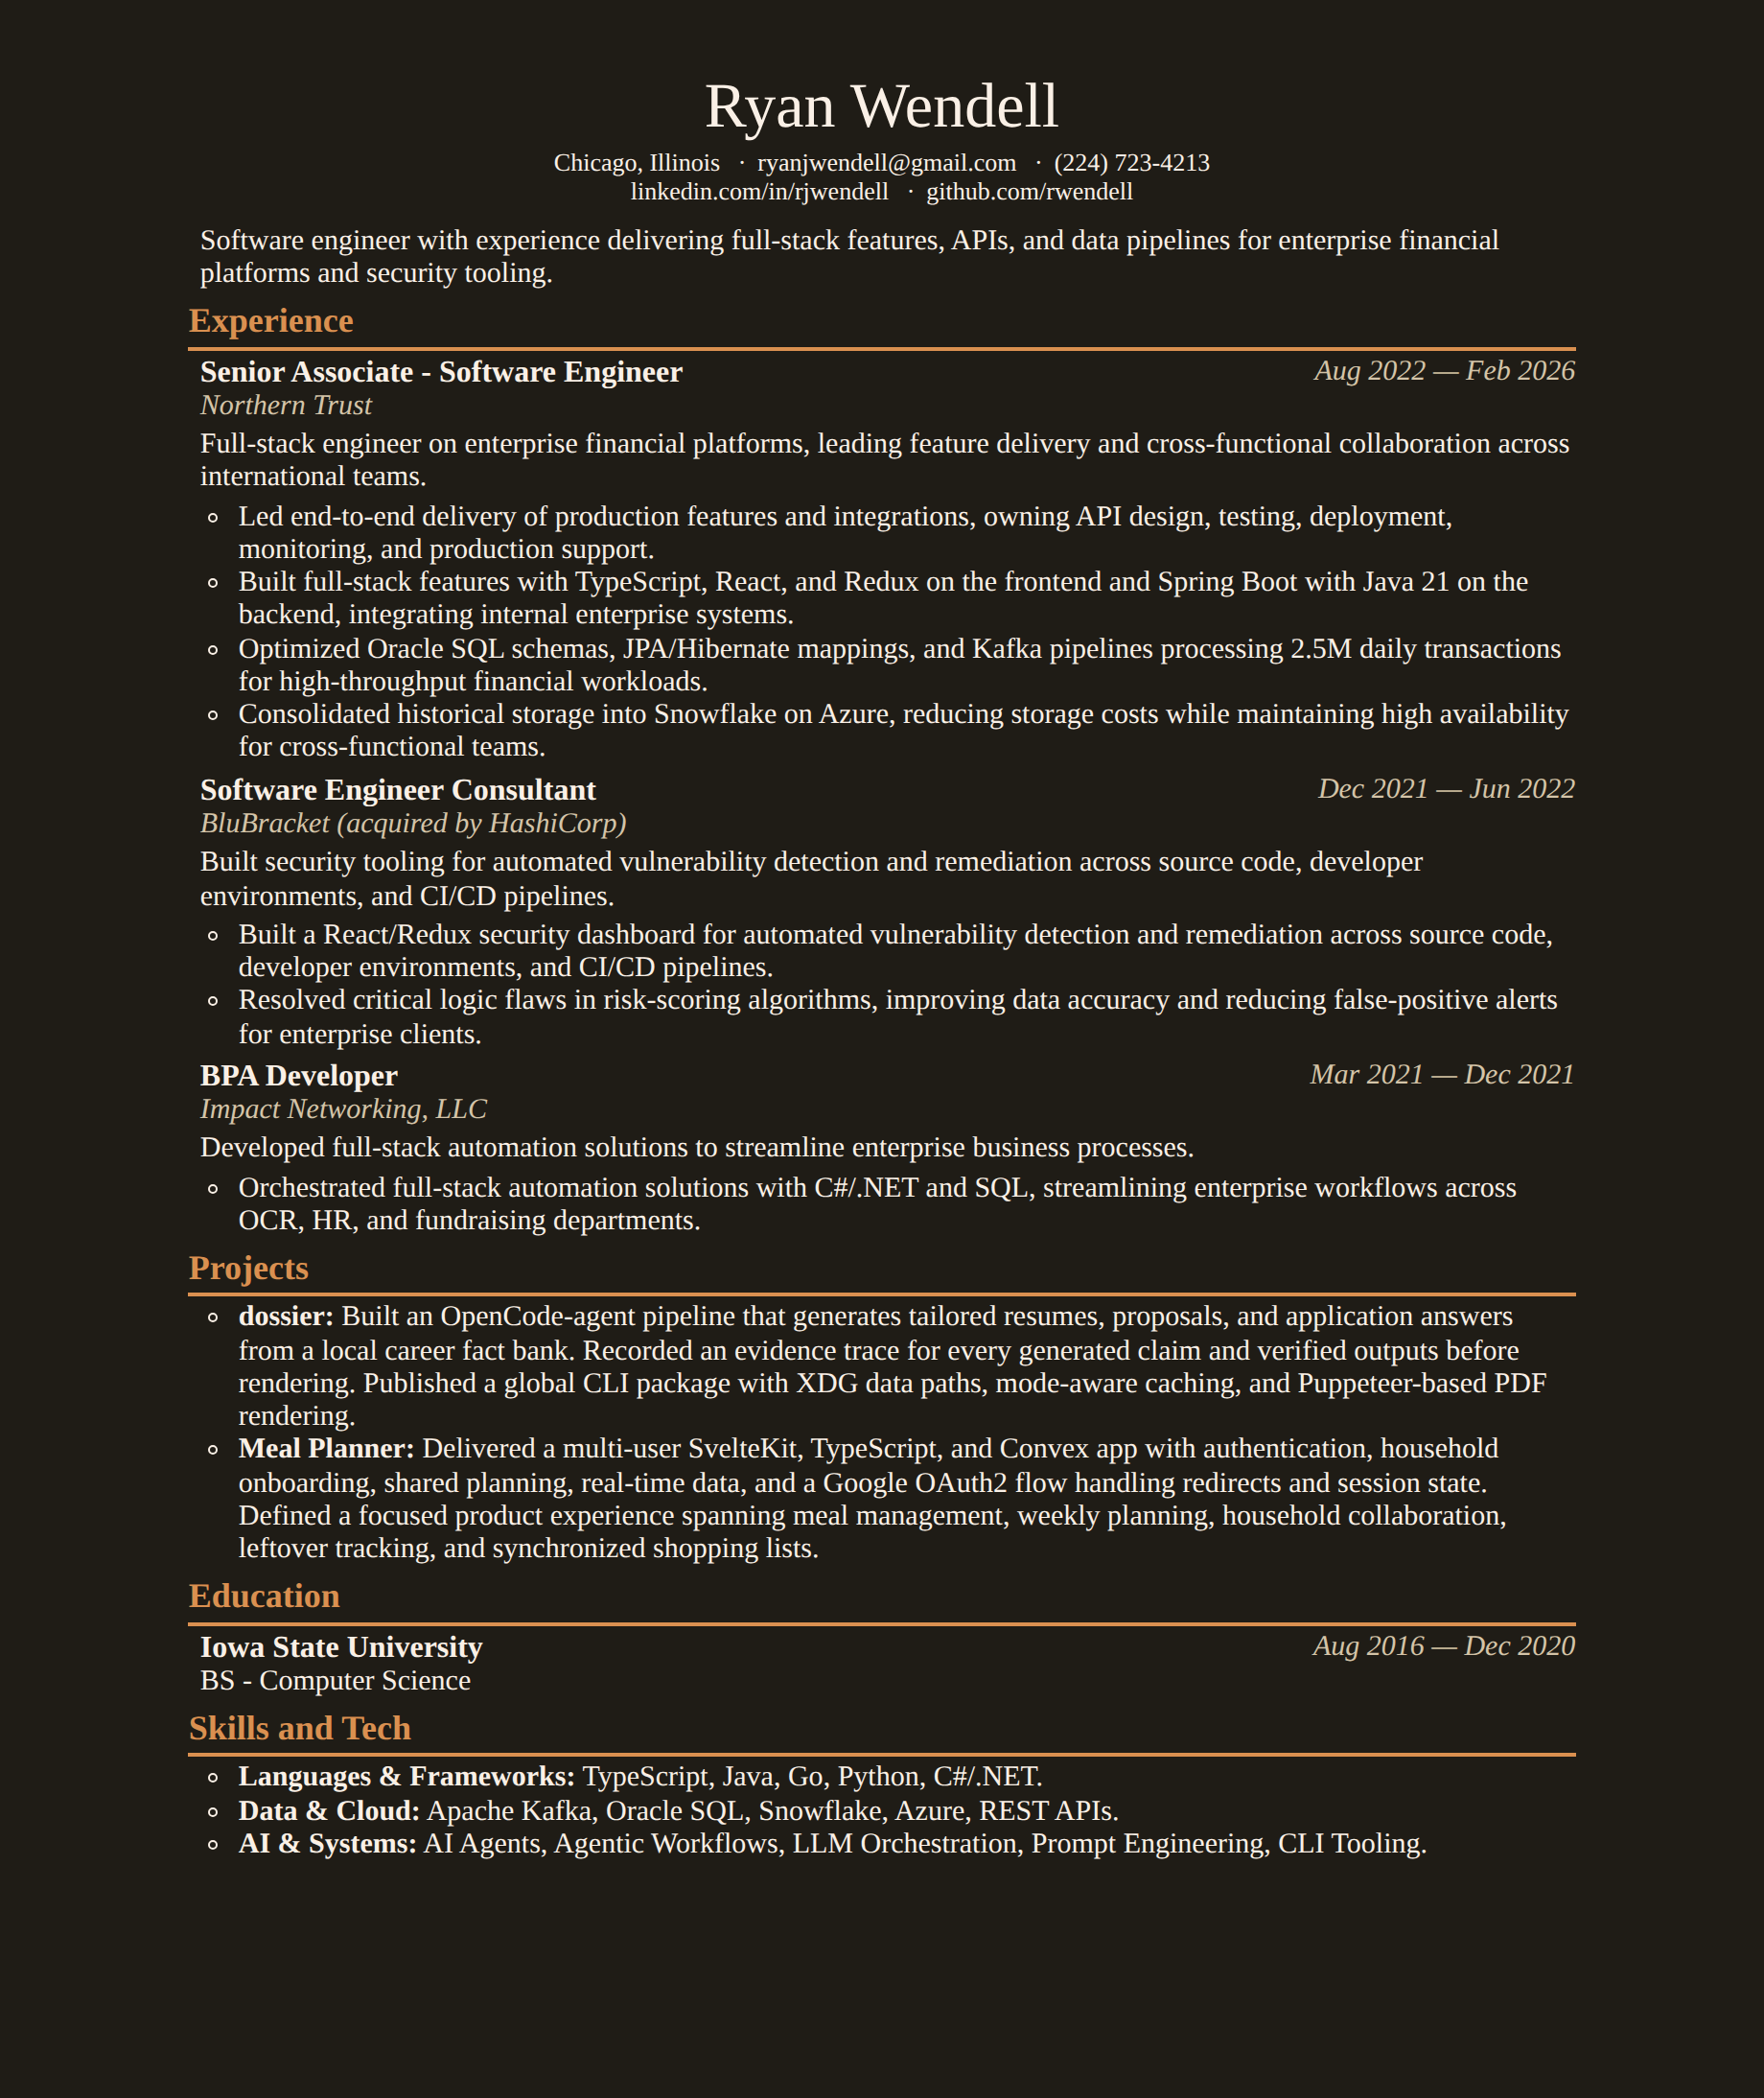 Ryan Wendell
Chicago, Illinois · ryanjwendell@gmail.com · (224) 723-4213
linkedin.com/in/rjwendell · github.com/rwendell
Software engineer with experience delivering full-stack features, APIs, and data pipelines for enterprise financial
platforms and security tooling.
Experience
Senior Associate - Software Engineer Aug 2022 — Feb 2026
Northern Trust
Full-stack engineer on enterprise financial platforms, leading feature delivery and cross-functional collaboration across
international teams.
Led end-to-end delivery of production features and integrations, owning API design, testing, deployment,
monitoring, and production support.
Built full-stack features with TypeScript, React, and Redux on the frontend and Spring Boot with Java 21 on the
backend, integrating internal enterprise systems.
Optimized Oracle SQL schemas, JPA/Hibernate mappings, and Kafka pipelines processing 2.5M daily transactions
for high-throughput financial workloads.
Consolidated historical storage into Snowflake on Azure, reducing storage costs while maintaining high availability
for cross-functional teams.
Software Engineer Consultant Dec 2021 — Jun 2022
BluBracket (acquired by HashiCorp)
Built security tooling for automated vulnerability detection and remediation across source code, developer
environments, and CI/CD pipelines.
Built a React/Redux security dashboard for automated vulnerability detection and remediation across source code,
developer environments, and CI/CD pipelines.
Resolved critical logic flaws in risk-scoring algorithms, improving data accuracy and reducing false-positive alerts
for enterprise clients.
BPA Developer Mar 2021 — Dec 2021
Impact Networking, LLC
Developed full-stack automation solutions to streamline enterprise business processes.
Orchestrated full-stack automation solutions with C#/.NET and SQL, streamlining enterprise workflows across
OCR, HR, and fundraising departments.
Projects
dossier: Built an OpenCode-agent pipeline that generates tailored resumes, proposals, and application answers
from a local career fact bank. Recorded an evidence trace for every generated claim and verified outputs before
rendering. Published a global CLI package with XDG data paths, mode-aware caching, and Puppeteer-based PDF
rendering.
Meal Planner: Delivered a multi-user SvelteKit, TypeScript, and Convex app with authentication, household
onboarding, shared planning, real-time data, and a Google OAuth2 flow handling redirects and session state.
Defined a focused product experience spanning meal management, weekly planning, household collaboration,
leftover tracking, and synchronized shopping lists.
Education
Iowa State University Aug 2016 — Dec 2020
BS - Computer Science
Skills and Tech
Languages & Frameworks: TypeScript, Java, Go, Python, C#/.NET.
Data & Cloud: Apache Kafka, Oracle SQL, Snowflake, Azure, REST APIs.
AI & Systems: AI Agents, Agentic Workflows, LLM Orchestration, Prompt Engineering, CLI Tooling.